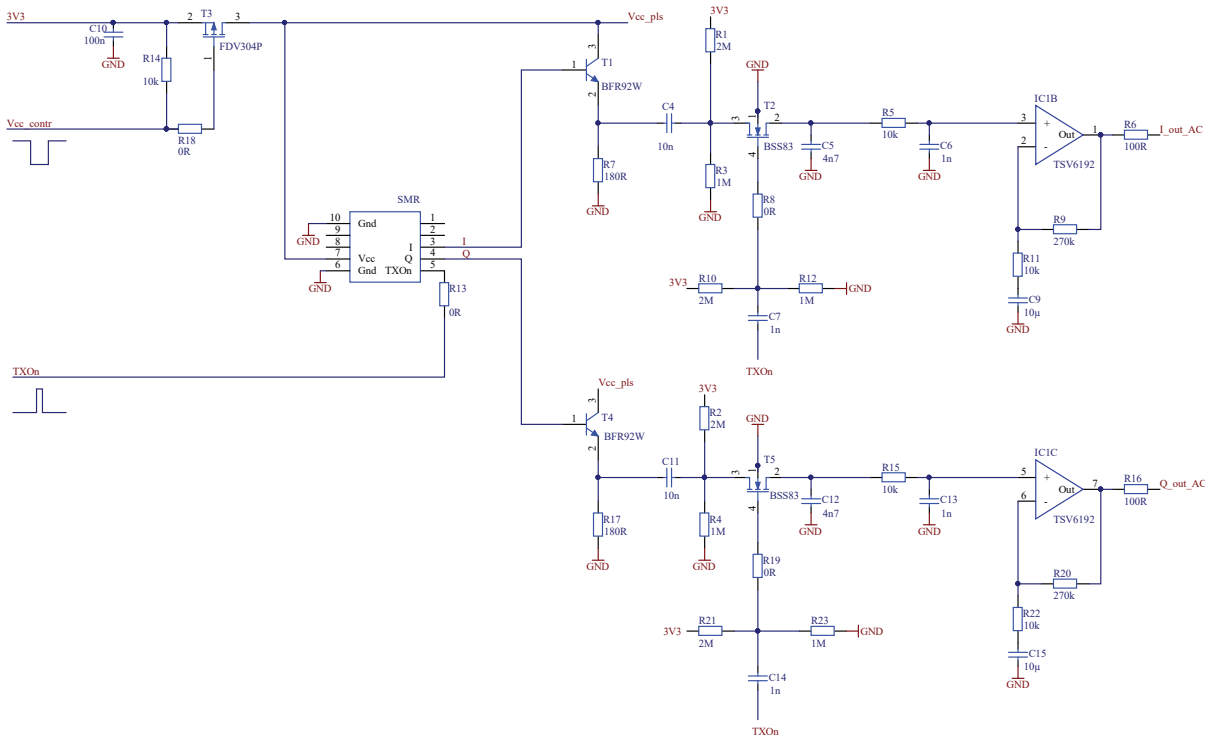 3V3
C10
100n
GND
2
T3
3
1
FDV304P
R14
10k
Vcc_contr
R18
0R
Vcc_pls
3
1
T1
BFR92W
2
R7
180R
GND
C4
10n
3V3
R1
2M
R3
1M
GND
GND
T2
3
1
2
BSS83
4
R8
0R
C5
4n7
GND
R5
10k
C6
1n
GND
IC1B
3
+
2
-
Out
1
TSV6192
R6
100R
I_out_AC
R9
270k
R11
10k
C9
10µ
GND
3V3
R10
2M
R12
1M
GND
C7
1n
TXOn
SMR
10
Gnd
1
9
2
8
I
3
I
7
Vcc
Q
4
Q
6
Gnd
TXOn
5
GND
GND
R13
0R
TXOn
Vcc_pls
3
1
T4
BFR92W
2
R17
180R
GND
C11
10n
3V3
R2
2M
R4
1M
GND
GND
T5
3
1
2
BSS83
4
R19
0R
C12
4n7
GND
R15
10k
C13
1n
GND
IC1C
5
+
6
-
Out
7
TSV6192
R16
100R
Q_out_AC
R20
270k
R22
10k
C15
10µ
GND
3V3
R21
2M
R23
1M
GND
C14
1n
TXOn